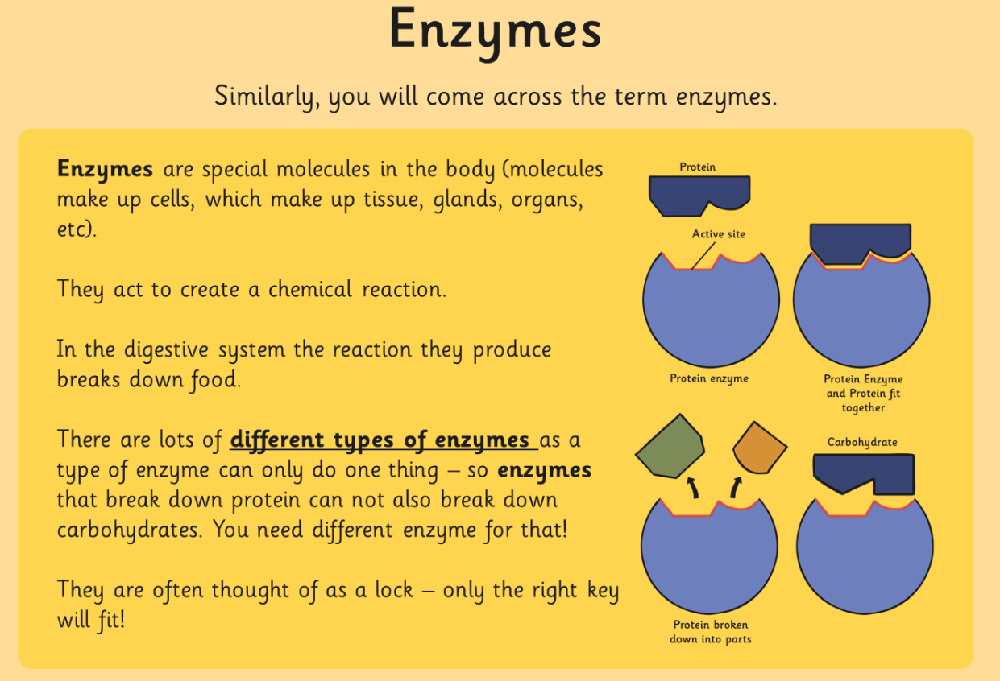 Enzymes
Similarly, you will come across the term enzymes.
Enzymes are special molecules in the body (molecules
make up cells, which make up tissue, glands, organs,
etc).
They act to create a chemical reaction.
In the digestive system the reaction they produce
breaks down food.
There are lots of different types of enzymes as a
type of enzyme can only do one thing – so enzymes
that break down protein can not also break down
carbohydrates. You need different enzyme for that!
They are often thought of as a lock – only the right key
will fit!
Protein
Active site
Protein enzyme
Protein Enzyme
and Protein fit
together
Carbohydrate
Protein broken
down into parts